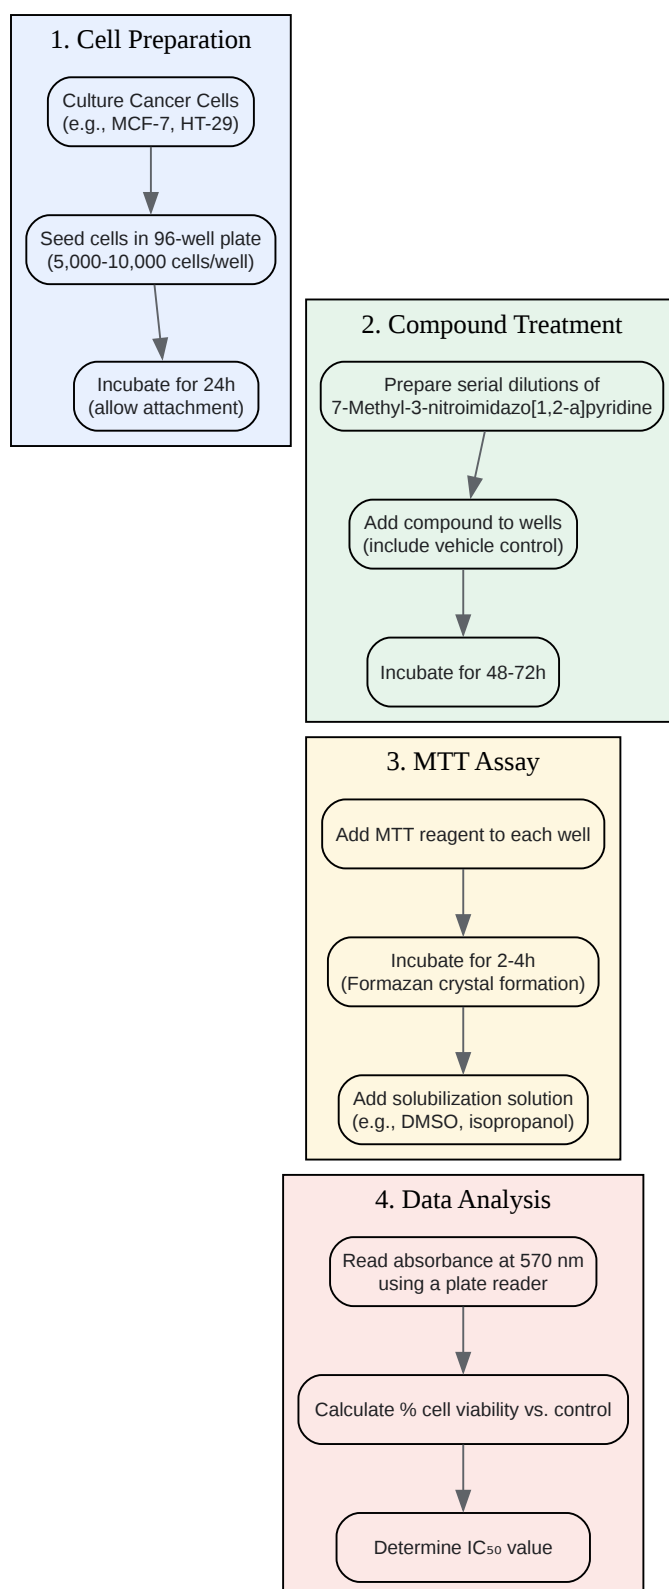 1. Cell Preparation
Culture Cancer Cells
(e.g., MCF-7, HT-29)
Seed cells in 96-well plate
(5,000-10,000 cells/well)
Incubate for 24h
(allow attachment)
2. Compound Treatment
Prepare serial dilutions of
7-Methyl-3-nitroimidazo[1,2-a]pyridine
Add compound to wells
(include vehicle control)
Incubate for 48-72h
3. MTT Assay
Add MTT reagent to each well
Incubate for 2-4h
(Formazan crystal formation)
Add solubilization solution
(e.g., DMSO, isopropanol)
4. Data Analysis
Read absorbance at 570 nm
using a plate reader
Calculate % cell viability vs. control
Determine IC₅₀ value